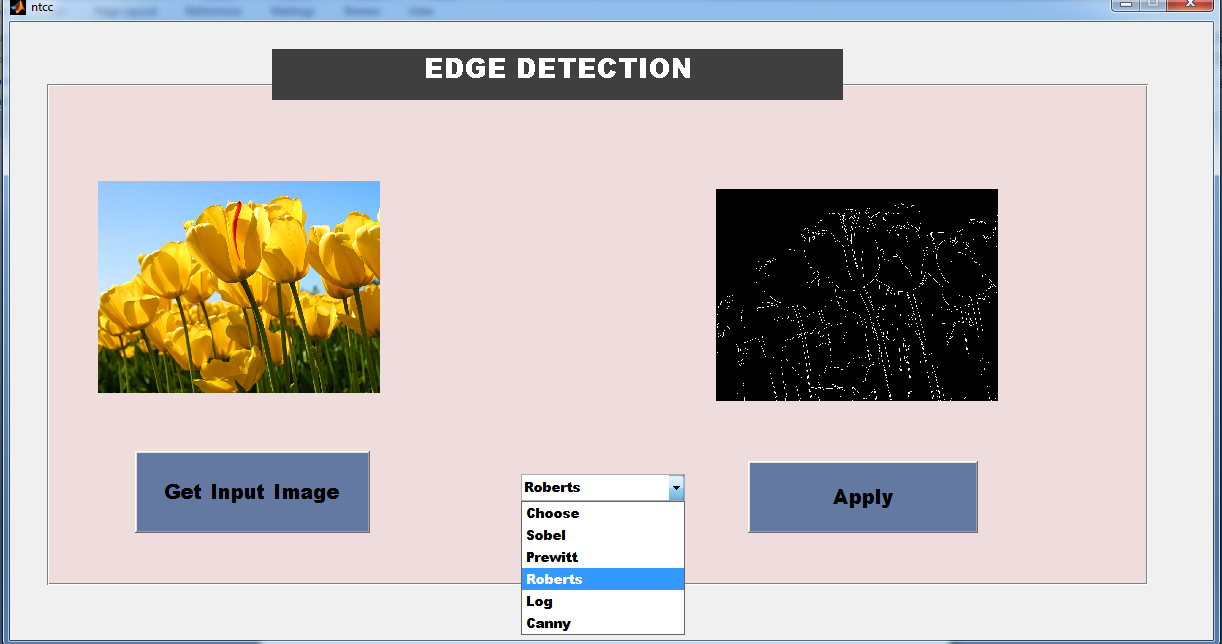 ntcc
EDGE DETECTION
Get Input Image
Roberts
Choose
Sobel
Prewitt
Roberts
Log
Canny
Apply